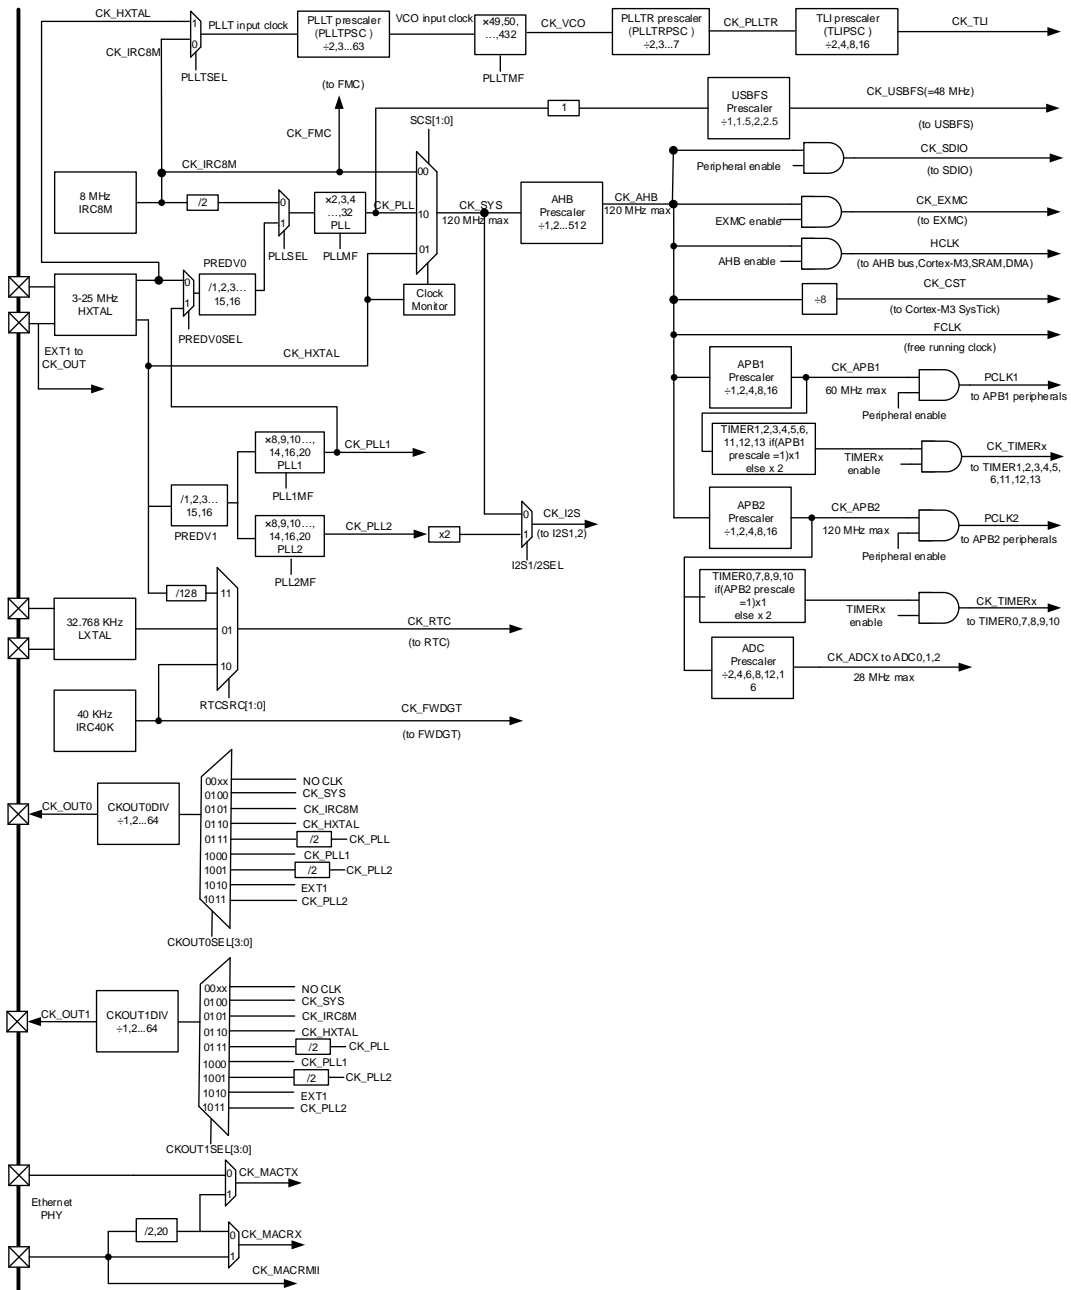 CK_HXTAL
1
0
CK_IRC8M
PLLTSEL
PLLT input clock
PLLT prescaler
(PLLTPSC )
÷2,3...63
VCO input clock
×49,50,
…,432
PLLTMF
CK_VCO
PLLTR prescaler
(PLLTRPSC)
÷2,3...7
CK_PLLTR
TLI prescaler
(TLIPSC )
÷2,4,8,16
CK_TLI
(to FMC)
CK_FMC
1
USBFS
Prescaler
÷1,1.5,2,2.5
CK_USBFS(=48 MHz)
(to USBFS)
SCS[1:0]
CK_IRC8M
8 MHz
IRC8M
/2
0
1
PLLSEL
×2,3,4
…,32
PLL
PLLMF
CK_PLL
00
10
01
CK_SYS
120 MHz max
AHB
Prescaler
÷1,2...512
CK_AHB
120 MHz max
Peripheral enable
CK_SDIO
(to SDIO)
EXMC enable
CK_EXMC
(to EXMC)
AHB enable
HCLK
(to AHB bus,Cortex-M3,SRAM,DMA)
÷8
CK_CST
(to Cortex-M3 SysTick)
FCLK
(free running clock)
3-25 MHz
HXTAL
0
1
PREDV0SEL
PREDV0
/1,2,3…
15,16
Clock
Monitor
EXT1 to
CK_OUT
CK_HXTAL
APB1
Prescaler
÷1,2,4,8,16
CK_APB1
60 MHz max
Peripheral enable
PCLK1
to APB1 peripherals
TIMER1,2,3,4,5,6,
11,12,13 if(APB1
prescale =1)x1
else x 2
TIMERx
enable
CK_TIMERx
to TIMER1,2,3,4,5,
6,11,12,13
×8,9,10…,
14,16,20
PLL1
PLL1MF
CK_PLL1
/1,2,3…
15,16
PREDV1
×8,9,10…,
14,16,20
PLL2
PLL2MF
CK_PLL2
x2
0
1
I2S1/2SEL
CK_I2S
(to I2S1,2)
APB2
Prescaler
÷1,2,4,8,16
CK_APB2
120 MHz max
Peripheral enable
PCLK2
to APB2 peripherals
TIMER0,7,8,9,10
if(APB2 prescale
=1)x1
else x 2
TIMERx
enable
CK_TIMERx
to TIMER0,7,8,9,10
ADC
Prescaler
÷2,4,6,8,12,1
6
CK_ADCX to ADC0,1,2
28 MHz max
/128
11
01
10
RTCSRC[1:0]
32.768 KHz
LXTAL
CK_RTC
(to RTC)
40 KHz
IRC40K
CK_FWDGT
(to FWDGT)
CK_OUT0
CKOUT0DIV
÷1,2...64
00xx NO CLK
0100 CK_SYS
0101 CK_IRC8M
0110 CK_HXTAL
0111 /2 CK_PLL
1000 CK_PLL1
1001 /2 CK_PLL2
1010 EXT1
1011 CK_PLL2
CKOUT0SEL[3:0]
CK_OUT1
CKOUT1DIV
÷1,2...64
00xx NO CLK
0100 CK_SYS
0101 CK_IRC8M
0110 CK_HXTAL
0111 /2 CK_PLL
1000 CK_PLL1
1001 /2 CK_PLL2
1010 EXT1
1011 CK_PLL2
CKOUT1SEL[3:0]
Ethernet
PHY
0
1
CK_MACTX
/2,20
0
1
CK_MACRX
CK_MACRMII